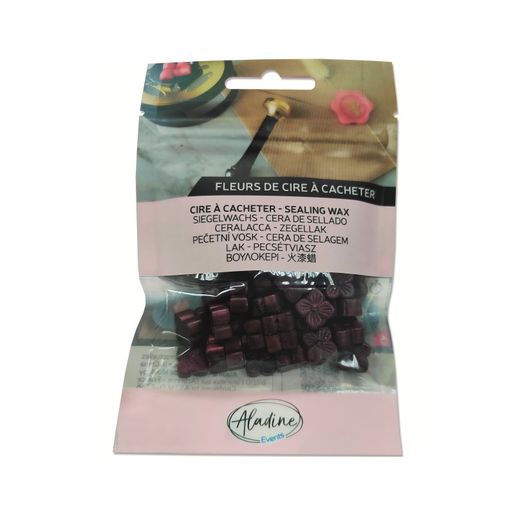 FLEURS DE CIRE À CACHETER
CIRE À CACHETER - SEALING WAX
SIEGELWACHS - CERA DE SELLADO
CERALACCA - ZEGELLAK
PEČETNÍ VOSK - CERA DE SELAGEM
LAK - PECSÉTVIASZ
ΒΟΥΛΟΚΕΡΙ - 火漆蜡
Aladine
Events